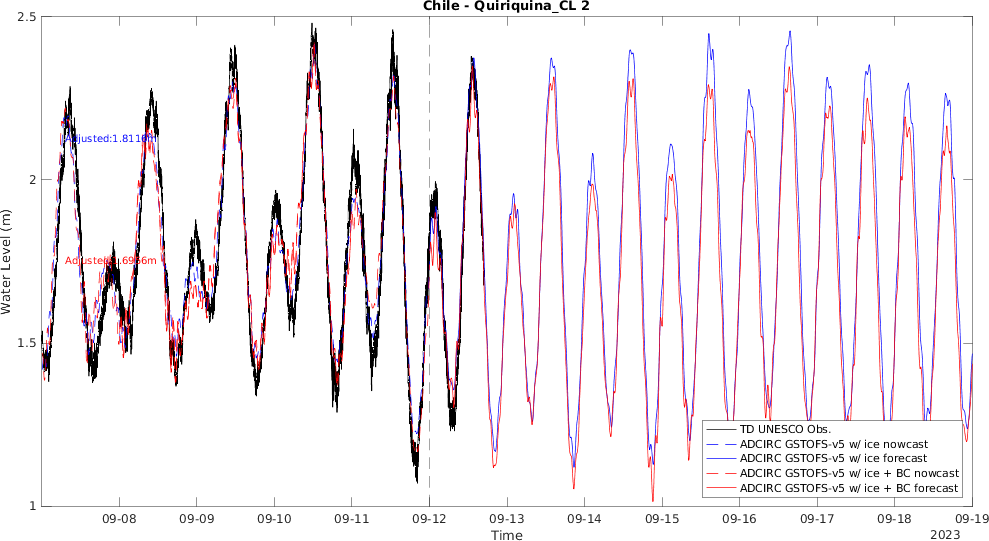 Chile - Quiriquina_CL 2
2.5
2
1.5
1
Water Level (m)
Adjusted:1.8116m
09-08
09-09
09-10
09-11
09-12
09-13
09-14
09-15
09-16
09-17
09-18
09-19
Time
2023
TD UNESCO Obs.
ADCIRC GSTOFS-v5 w/ ice nowcast
ADCIRC GSTOFS-v5 w/ ice forecast
ADCIRC GSTOFS-v5 w/ ice + BC nowcast
ADCIRC GSTOFS-v5 w/ ice + BC forecast